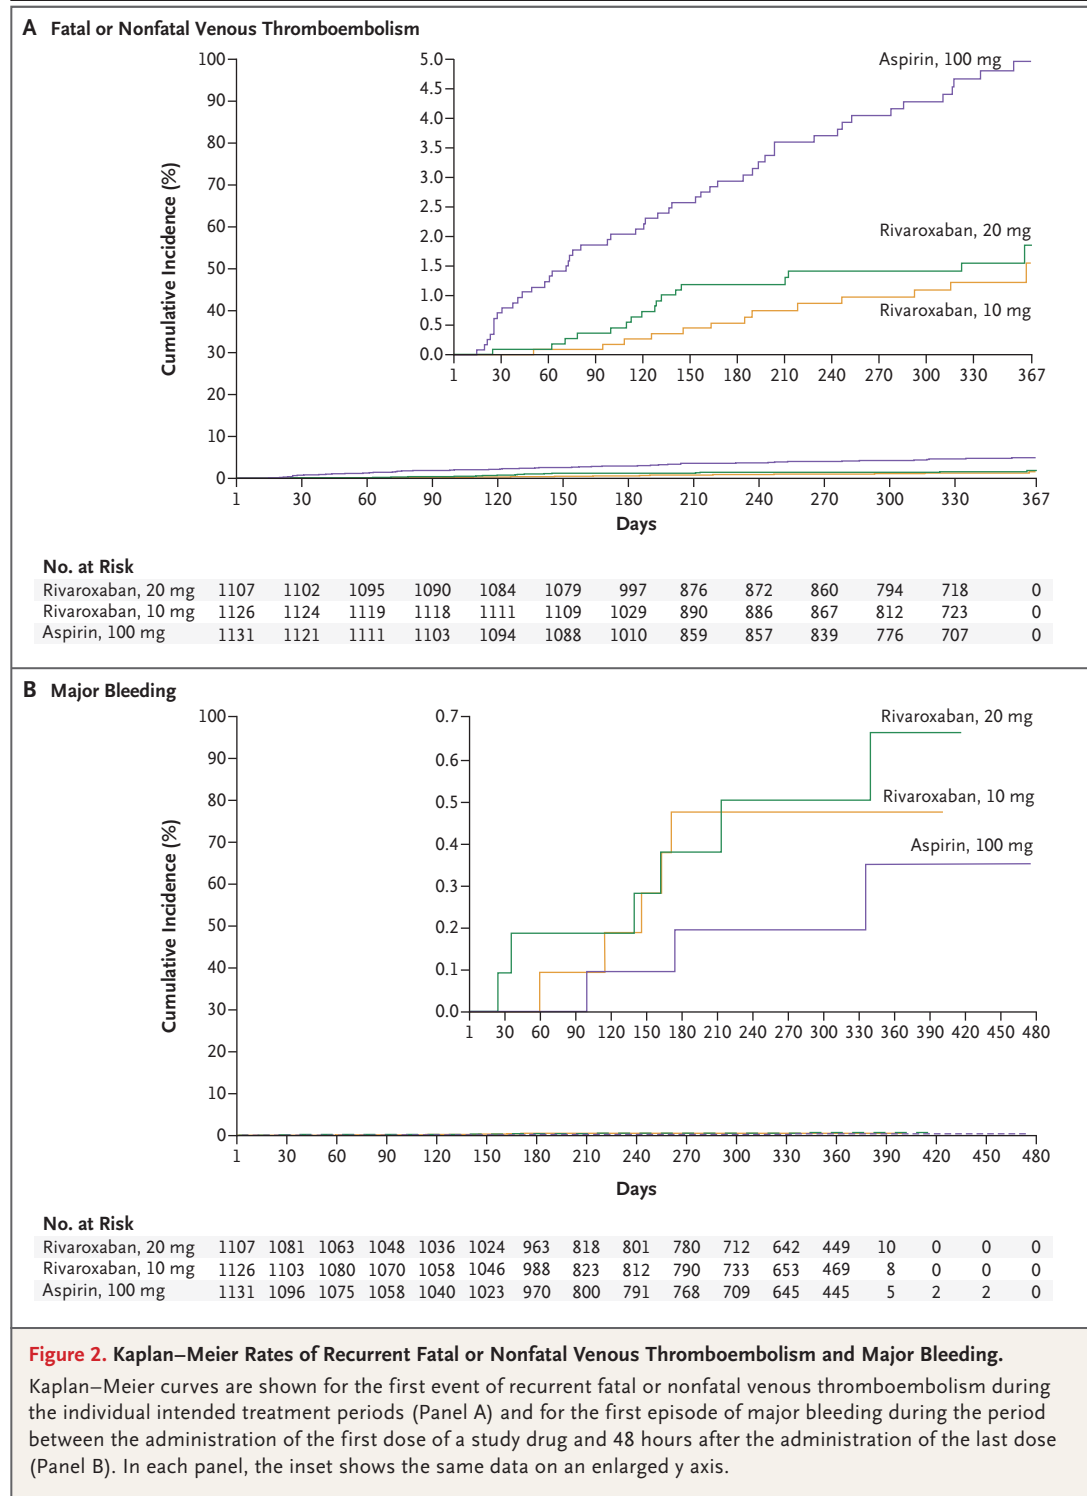 A Fatal or Nonfatal Venous Thromboembolism
100
90
80
70
60
50
40
30
20
10
0
Cumulative Incidence (%)
5.0
4.5
4.0
3.5
3.0
2.5
2.0
1.5
1.0
0.5
0.0
Aspirin, 100 mg
Rivaroxaban, 20 mg
Rivaroxaban, 10 mg
1 30 60 90 120 150 180 210 240 270 300 330 367
1 30 60 90 120 150 180 210 240 270 300 330 367
Days
No. at Risk
Rivaroxaban, 20 mg 1107 1102 1095 1090 1084 1079 997 876 872 860 794 718 0
Rivaroxaban, 10 mg 1126 1124 1119 1118 1111 1109 1029 890 886 867 812 723 0
Aspirin, 100 mg 1131 1121 1111 1103 1094 1088 1010 859 857 839 776 707 0
B Major Bleeding
100
90
80
70
60
50
40
30
20
10
0
Cumulative Incidence (%)
0.7
0.6
0.5
0.4
0.3
0.2
0.1
0.0
Rivaroxaban, 20 mg
Rivaroxaban, 10 mg
Aspirin, 100 mg
1 30 60 90 120 150 180 210 240 270 300 330 360 390 420 450 480
1 30 60 90 120 150 180 210 240 270 300 330 360 390 420 450 480
Days
No. at Risk
Rivaroxaban, 20 mg 1107 1081 1063 1048 1036 1024 963 818 801 780 712 642 449 10 0 0 0
Rivaroxaban, 10 mg 1126 1103 1080 1070 1058 1046 988 823 812 790 733 653 469 8 0 0 0
Aspirin, 100 mg 1131 1096 1075 1058 1040 1023 970 800 791 768 709 645 445 5 2 2 0
Figure 2. Kaplan–Meier Rates of Recurrent Fatal or Nonfatal Venous Thromboembolism and Major Bleeding.
Kaplan–Meier curves are shown for the first event of recurrent fatal or nonfatal venous thromboembolism during
the individual intended treatment periods (Panel A) and for the first episode of major bleeding during the period
between the administration of the first dose of a study drug and 48 hours after the administration of the last dose
(Panel B). In each panel, the inset shows the same data on an enlarged y axis.